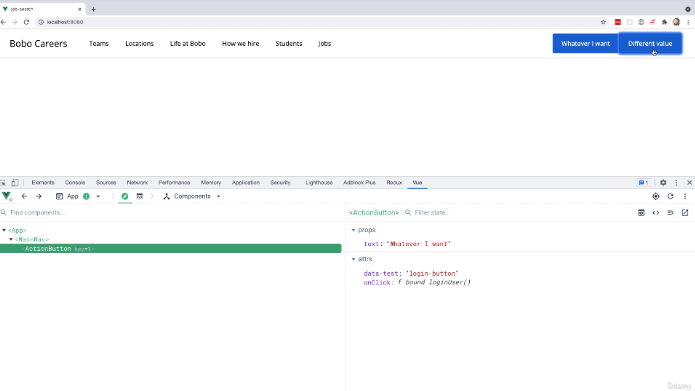 job-search
localhost:8080
Bobo Careers Teams Locations Life at Bobo How we hire Students Jobs Whatever I want Different value
Elements Console Sources Network Performance Memory Application Security Lighthouse Adblock Plus Redux Vue 1
App 1 Components
Find components...
<ActionButton> Filter state...
<App>
<MainNav>
ActionButton key=1
props
text: "Whatever I want"
attrs
data-test: "login-button"
onClick: f bound loginUser()
Udemy